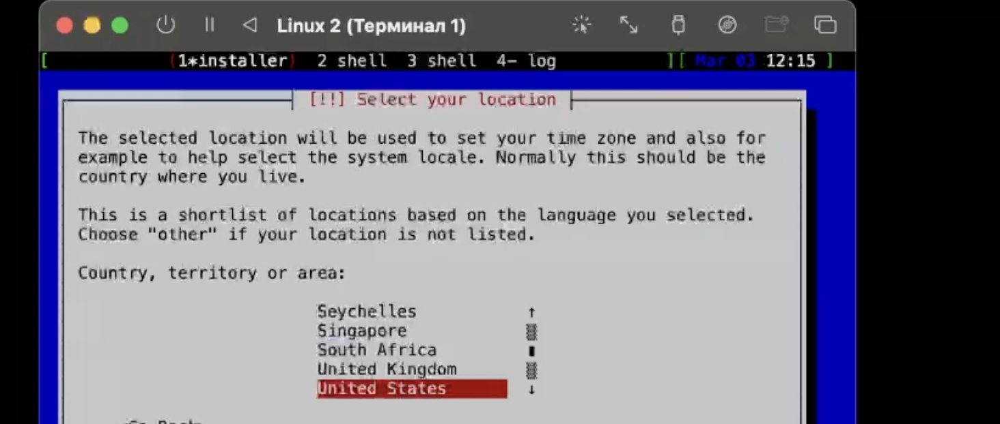 Linux 2 (Терминал 1)
[ (1*installer) 2 shell 3 shell 4- log ][ Mar 03 12:15 ]
[!!] Select your location
The selected location will be used to set your time zone and also for
example to help select the system locale. Normally this should be the
country where you live.
This is a shortlist of locations based on the language you selected.
Choose "other" if your location is not listed.
Country, territory or area:
Seychelles
Singapore
South Africa
United Kingdom
United States